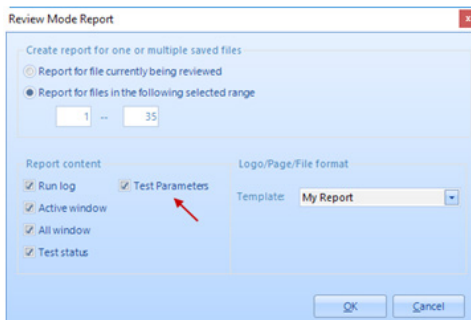 Review Mode Report
x
Create report for one or multiple saved files
Report for file currently being reviewed
Report for files in the following selected range
1 -- 35
Report content
Run log
Test Parameters
Active window
All window
Test status
Logo/Page/File format
Template: My Report
OK
Cancel